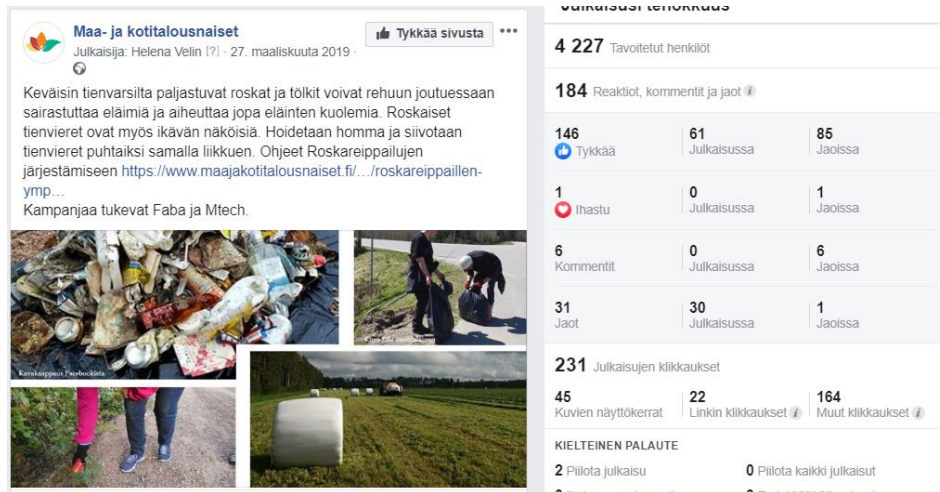 Maa- ja kotitalousnaiset
Julkaisija: Helena Velin [?] · 27. maaliskuuta 2019 ·
Tykkää sivusta
Keväisin tienvarsilta paljastuvat roskat ja tölkit voivat rehuun joutuessaan
sairastuttaa eläimiä ja aiheuttaa jopa eläinten kuolemia. Roskaiset
tienvieret ovat myös ikävän näköisiä. Hoidetaan homma ja siivotaan
tienvieret puhtaiksi samalla liikkuen. Ohjeet Roskareippailujen
järjestämiseen https://www.maajakotitalousnaiset.fi/…/roskareippaillen-
ymp…
Kampanjaa tukevat Faba ja Mtech.
Kuvakaappaus Facebookista
Julkaisusi tehokkuus
4 227 Tavoitetut henkilöt
184 Reaktiot, kommentit ja jaot
146 61 85
Tykkää Julkaisussa Jaoissa
1 0 1
Ihastu Julkaisussa Jaoissa
6 0 6
Kommentit Julkaisussa Jaoissa
31 30 1
Jaot Julkaisussa Jaoissa
231 Julkaisujen klikkaukset
45 22 164
Kuvien näyttökerrat Linkin klikkaukset Muut klikkaukset
KIELTEINEN PALAUTE
2 Piilota julkaisu 0 Piilota kaikki julkaisut